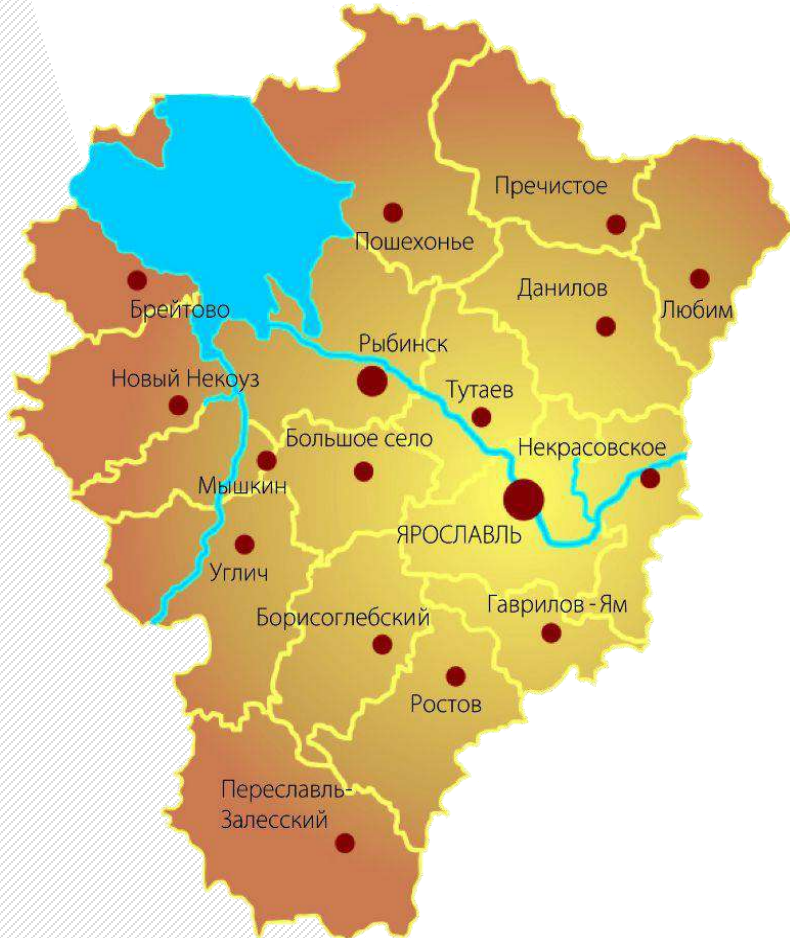 Пречистое
Пошехонье
Данилов
Любим
Брейтово
Рыбинск
Новый Некоуз
Тутаев
Большое село
Некрасовское
Мышкин
ЯРОСЛАВЛЬ
Углич
Гаврилов - Ям
Борисоглебский
Ростов
Переславль-
Залесский